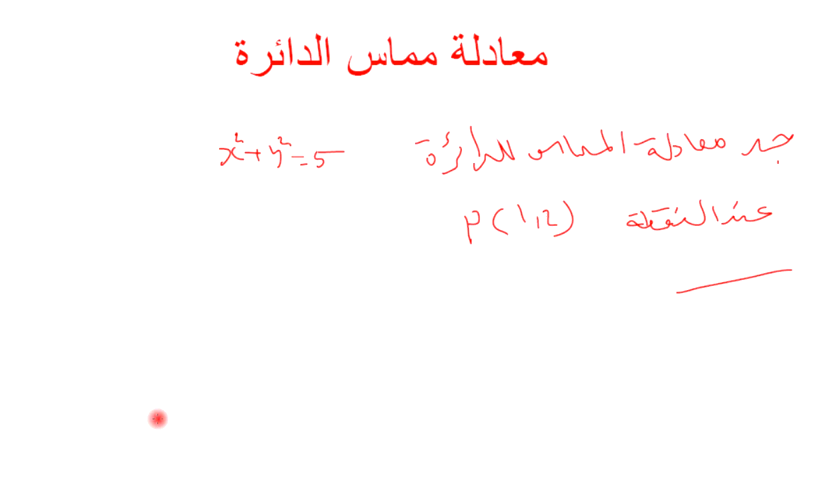 معادلة مماس الدائرة
جد معادلة المماس للدائرة x²+y²=5
عند النقطة P(1,2)